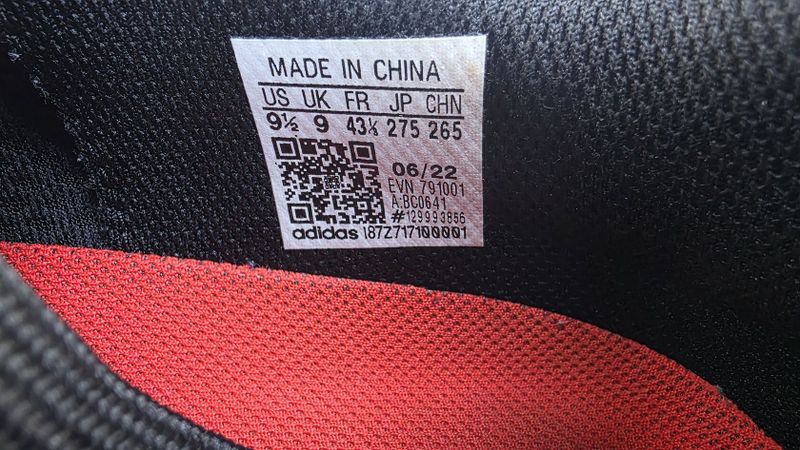 MADE IN CHINA
US UK FR JP CHN
9½ 9 43⅓ 275 265
06/22
EVN 791001
A:BC0641
#129993856
adidas 187Z717100001